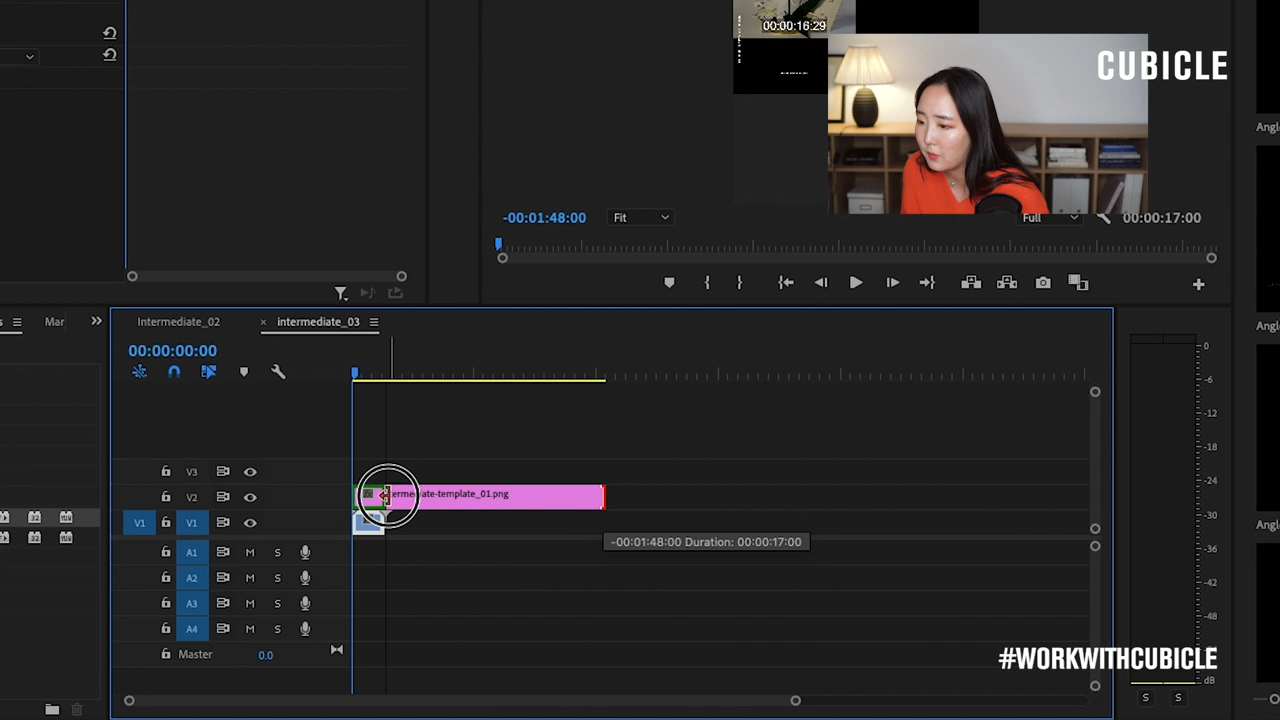 00:00:16:29
CUBICLE
Angl
-00:01:48:00
Fit
Full
00:00:17:00
s
Mar
Intermediate_02
× intermediate_03
Angl
00:00:00:00
0
-6
-12
-18
-24
-30
-36
-42
-48
dB
V3
V2
ermediate-template_01.png
V1
V1
Angl
32
32
-00:01:48:00 Duration: 00:00:17:00
A1
M
S
A2
M
S
A3
M
S
A4
M
S
Master
0.0
#WORKWITHCUBICLE
S
S